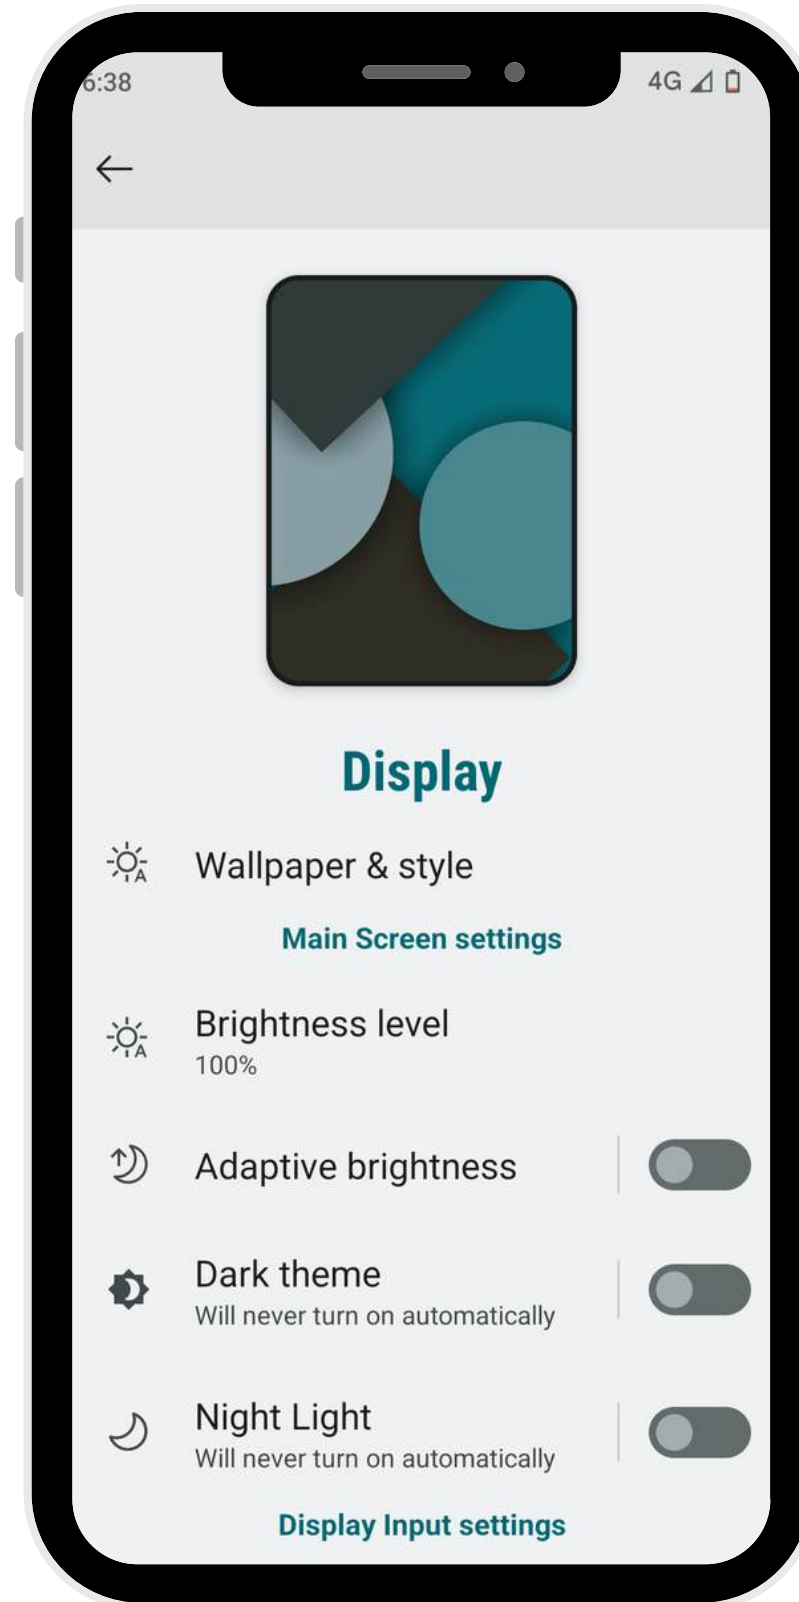 6:38 4G
Display
Wallpaper & style
Main Screen settings
Brightness level
100%
Adaptive brightness
Dark theme
Will never turn on automatically
Night Light
Will never turn on automatically
Display Input settings